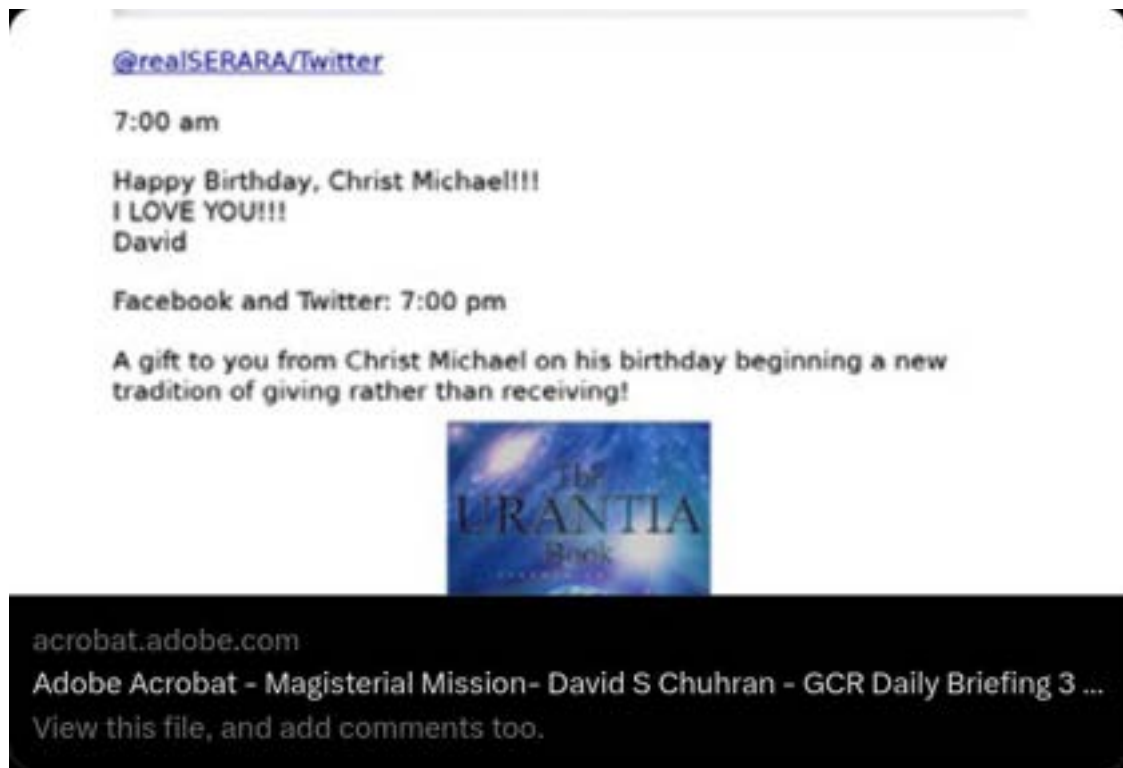 @realSERARA/Twitter
7:00 am
Happy Birthday, Christ Michael!!!
I LOVE YOU!!!
David
Facebook and Twitter: 7:00 pm
A gift to you from Christ Michael on his birthday beginning a new
tradition of giving rather than receiving!
The
URANTIA
Book
acrobat.adobe.com
Adobe Acrobat - Magisterial Mission- David S Chuhran - GCR Daily Briefing 3 ...
View this file, and add comments too.